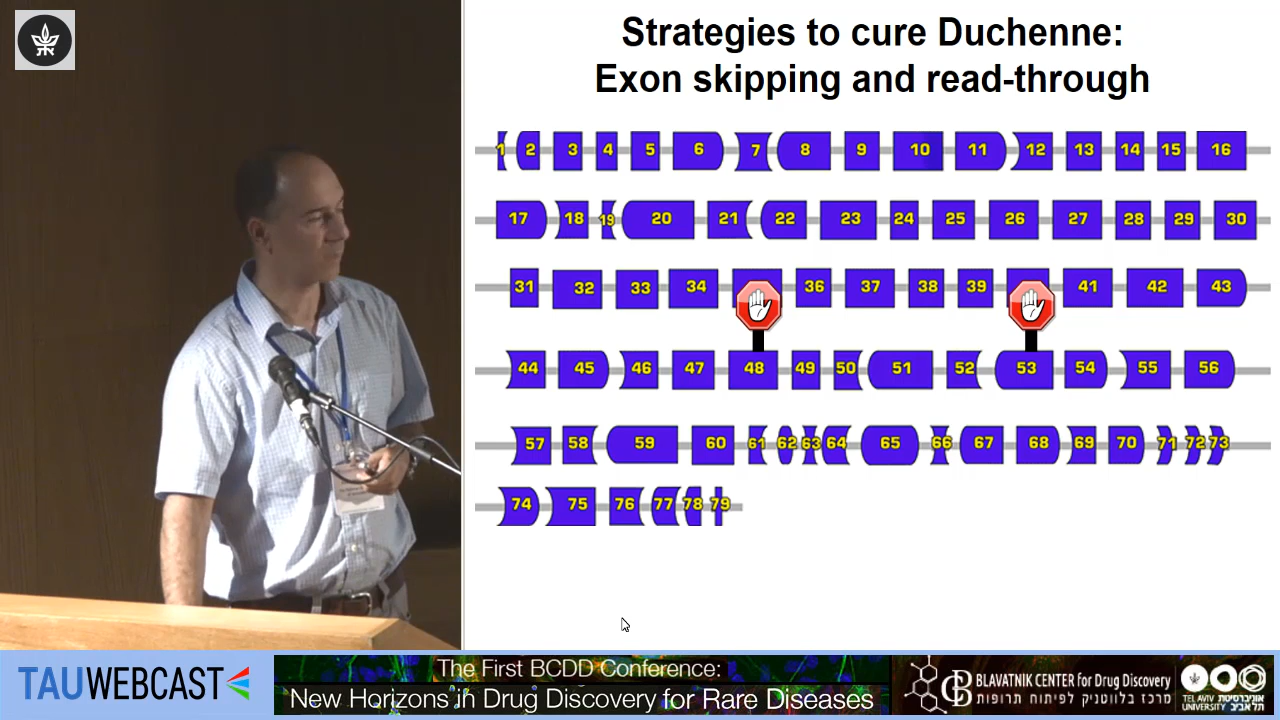 Strategies to cure Duchenne:
Exon skipping and read-through
1 2 3 4 5 6 7 8 9 10 11 12 13 14 15 16
17 18 19 20 21 22 23 24 25 26 27 28 29 30
31 32 33 34 36 37 38 39 41 42 43
44 45 46 47 48 49 50 51 52 53 54 55 56
57 58 59 60 61 62 63 64 65 66 67 68 69 70 71 72 73
74 75 76 77 78 79
TAUWEBCAST
The First BCDD Conference:
New Horizons in Drug Discovery for Rare Diseases
BLAVATNIK CENTER for Drug Discovery
מרכז בלווטניק לפיתוח תרופות
TEL AVIV אוניברסיטת
UNIVERSITY תל אביב